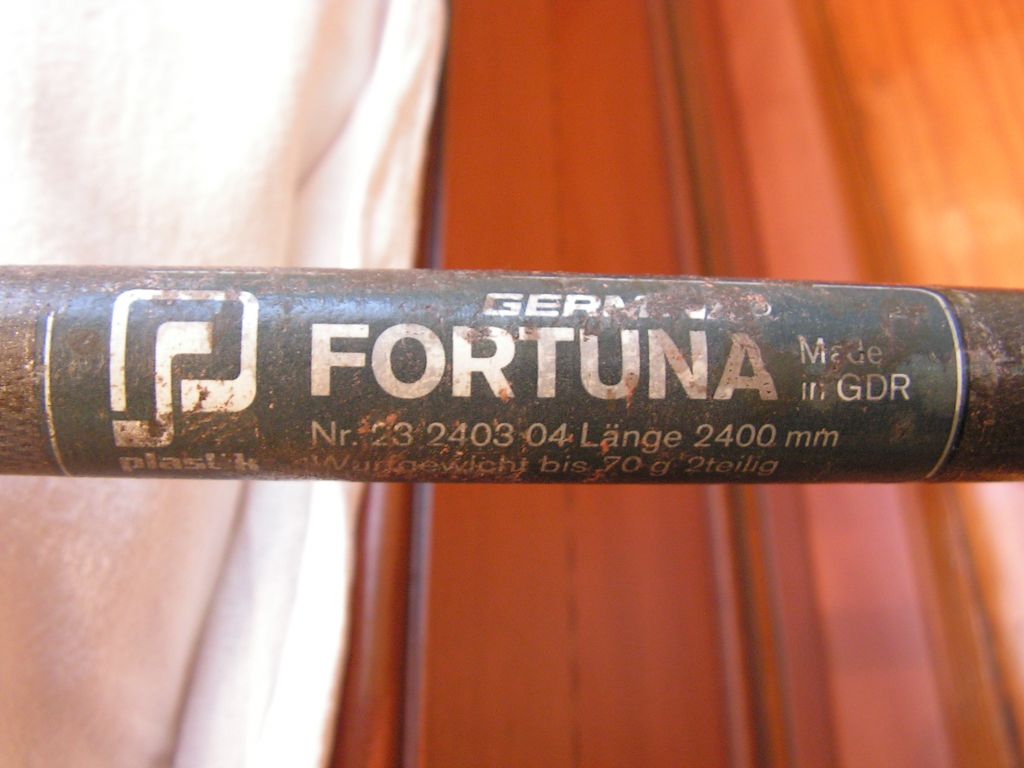 FORTUNA
Made
in GDR
Nr. 23 2403 04 Länge 2400 mm
Wurfgewicht bis 70 g 2teilig
plastik